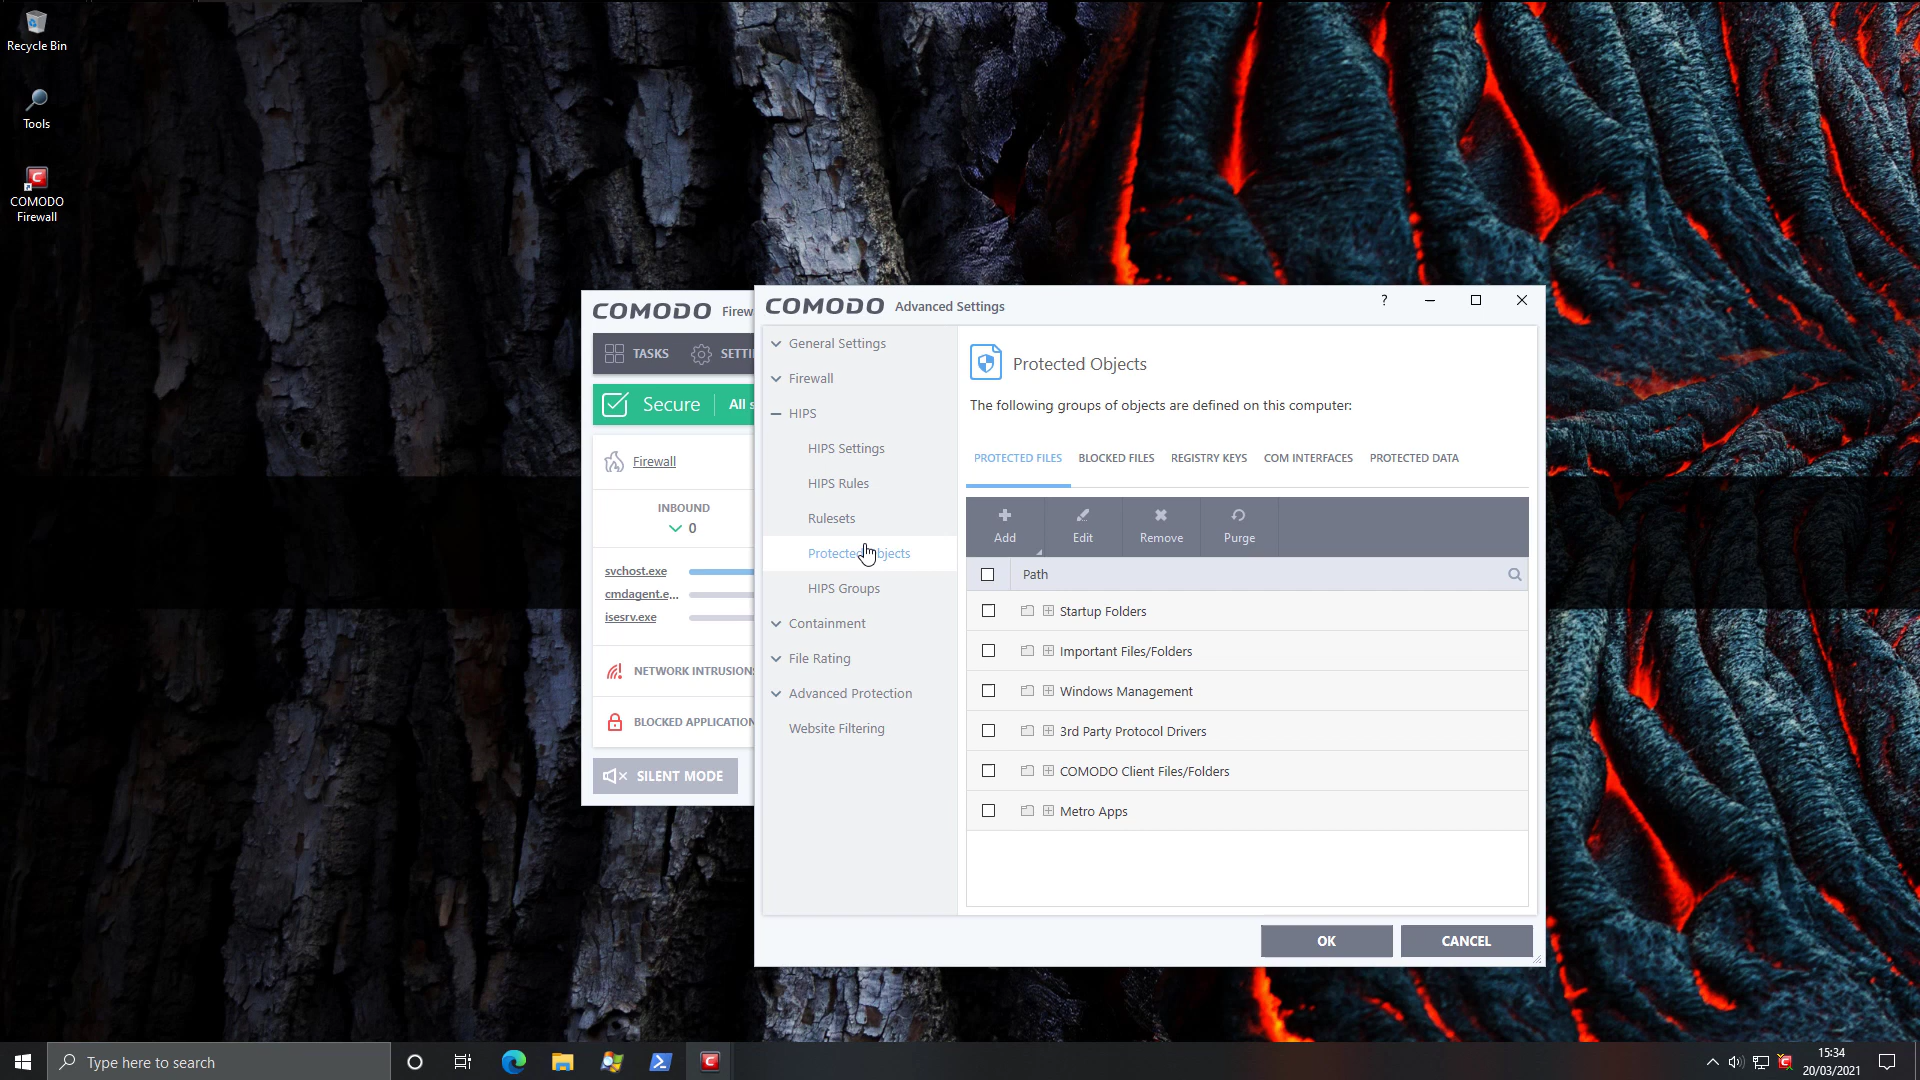 Recycle Bin
Tools
COMODO
Firewall
COMODO Firew
TASKS SETTI
Secure All s
Firewall
INBOUND
0
svchost.exe
cmdagent.e...
isesrv.exe
NETWORK INTRUSION
BLOCKED APPLICATION
SILENT MODE
COMODO Advanced Settings
?
General Settings
Firewall
HIPS
HIPS Settings
HIPS Rules
Rulesets
Protected Objects
HIPS Groups
Containment
File Rating
Advanced Protection
Website Filtering
Protected Objects
The following groups of objects are defined on this computer:
PROTECTED FILES BLOCKED FILES REGISTRY KEYS COM INTERFACES PROTECTED DATA
Add Edit Remove Purge
Path
Startup Folders
Important Files/Folders
Windows Management
3rd Party Protocol Drivers
COMODO Client Files/Folders
Metro Apps
OK CANCEL
Type here to search
15:34
20/03/2021